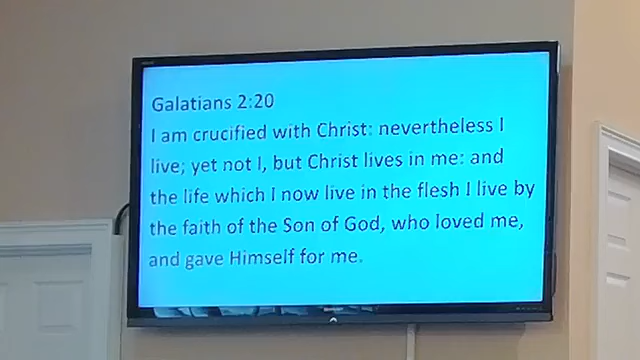 Galatians 2:20
I am crucified with Christ: nevertheless I
live; yet not I, but Christ lives in me: and
the life which I now live in the flesh I live by
the faith of the Son of God, who loved me,
and gave Himself for me.